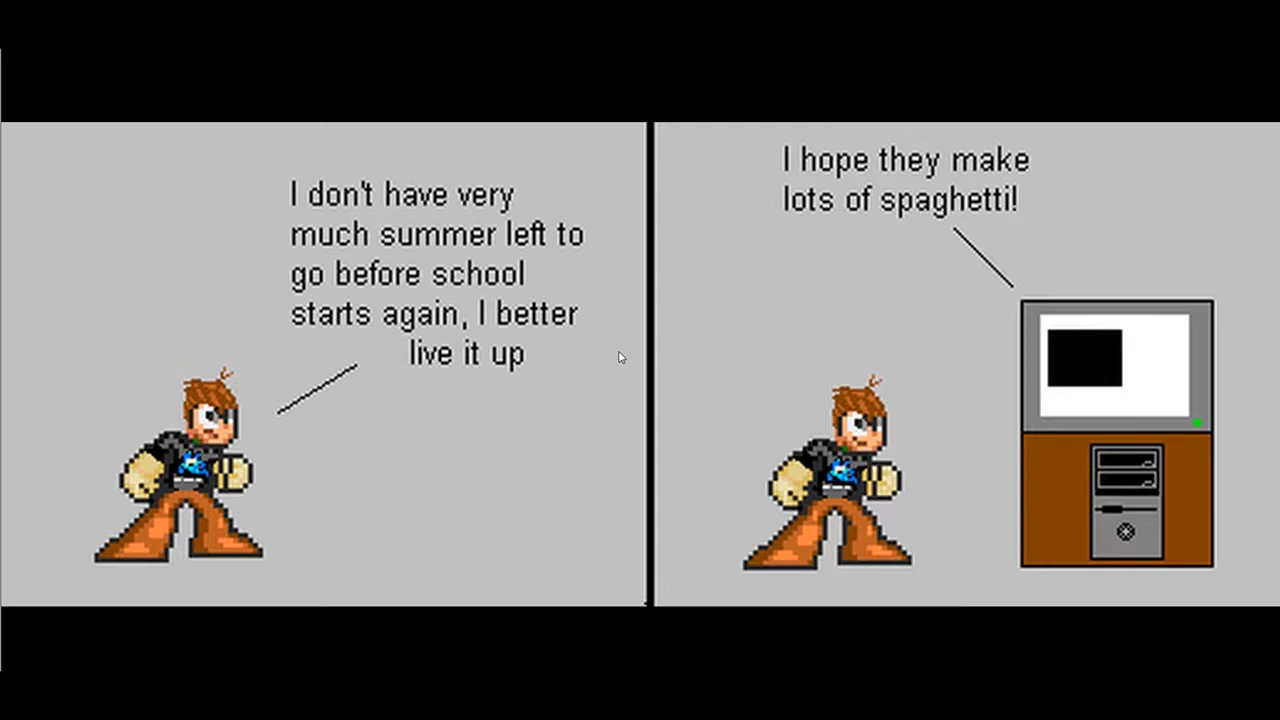 I don't have very
much summer left to
go before school
starts again, I better
live it up
I hope they make
lots of spaghetti!